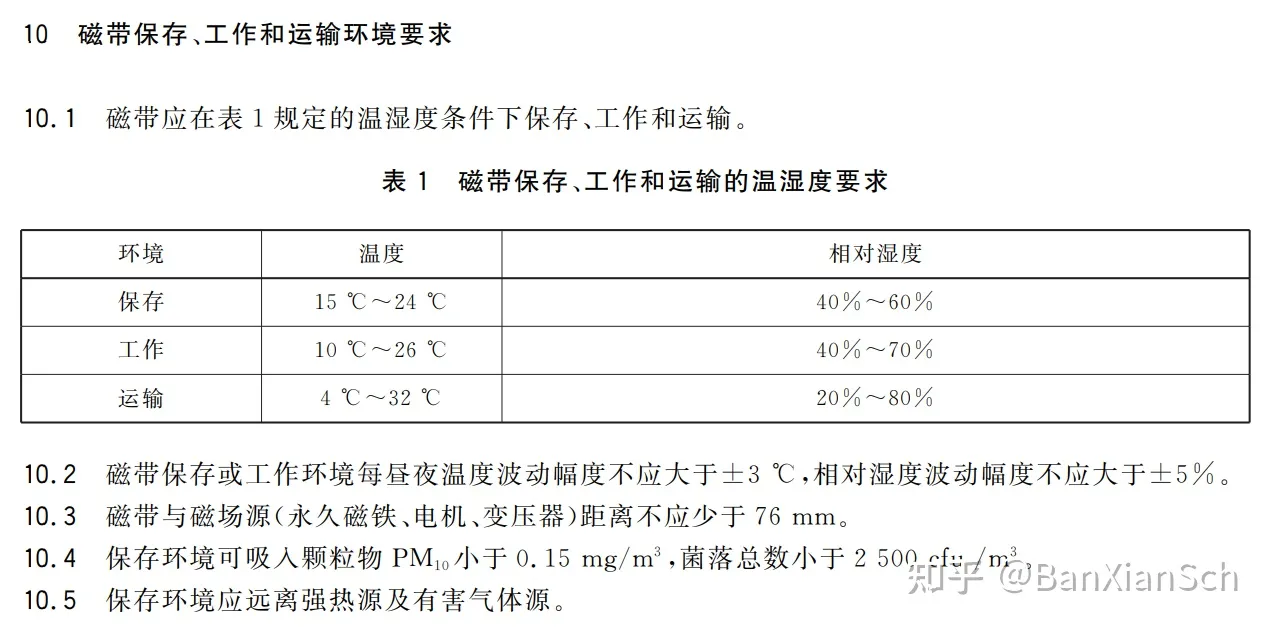 10 磁带保存、工作和运输环境要求
10.1 磁带应在表 1 规定的温湿度条件下保存、工作和运输。
表 1 磁带保存、工作和运输的温湿度要求
环境 温度 相对湿度
保存 15 ℃～24 ℃ 40%～60%
工作 10 ℃～26 ℃ 40%～70%
运输 4 ℃～32 ℃ 20%～80%
10.2 磁带保存或工作环境每昼夜温度波动幅度不应大于±3 ℃,相对湿度波动幅度不应大于±5%。
10.3 磁带与磁场源(永久磁铁、电机、变压器)距离不应少于 76 mm。
10.4 保存环境可吸入颗粒物 PM₁₀小于 0.15 mg/m³,菌落总数小于 2 500 cfu /m³。
知乎 @BanXianSch
10.5 保存环境应远离强热源及有害气体源。